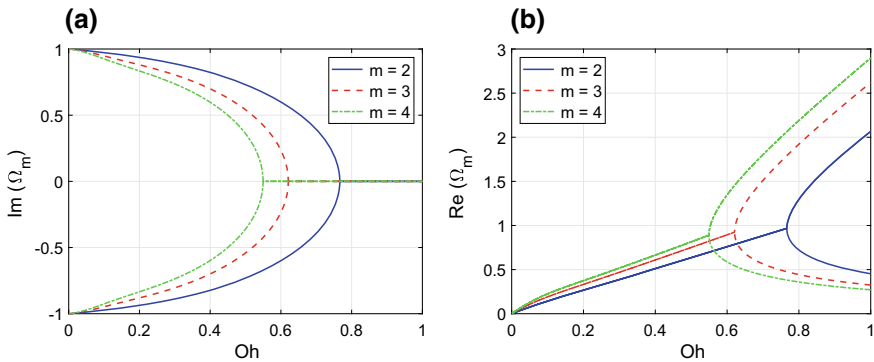 (a)
Im (Ω_m)
1
0.5
0
-0.5
-1
0
0.2
0.4
0.6
0.8
1
Oh
m = 2
m = 3
m = 4
(b)
Re (Ω_m)
3
2.5
2
1.5
1
0.5
0
0
0.2
0.4
0.6
0.8
1
Oh
m = 2
m = 3
m = 4